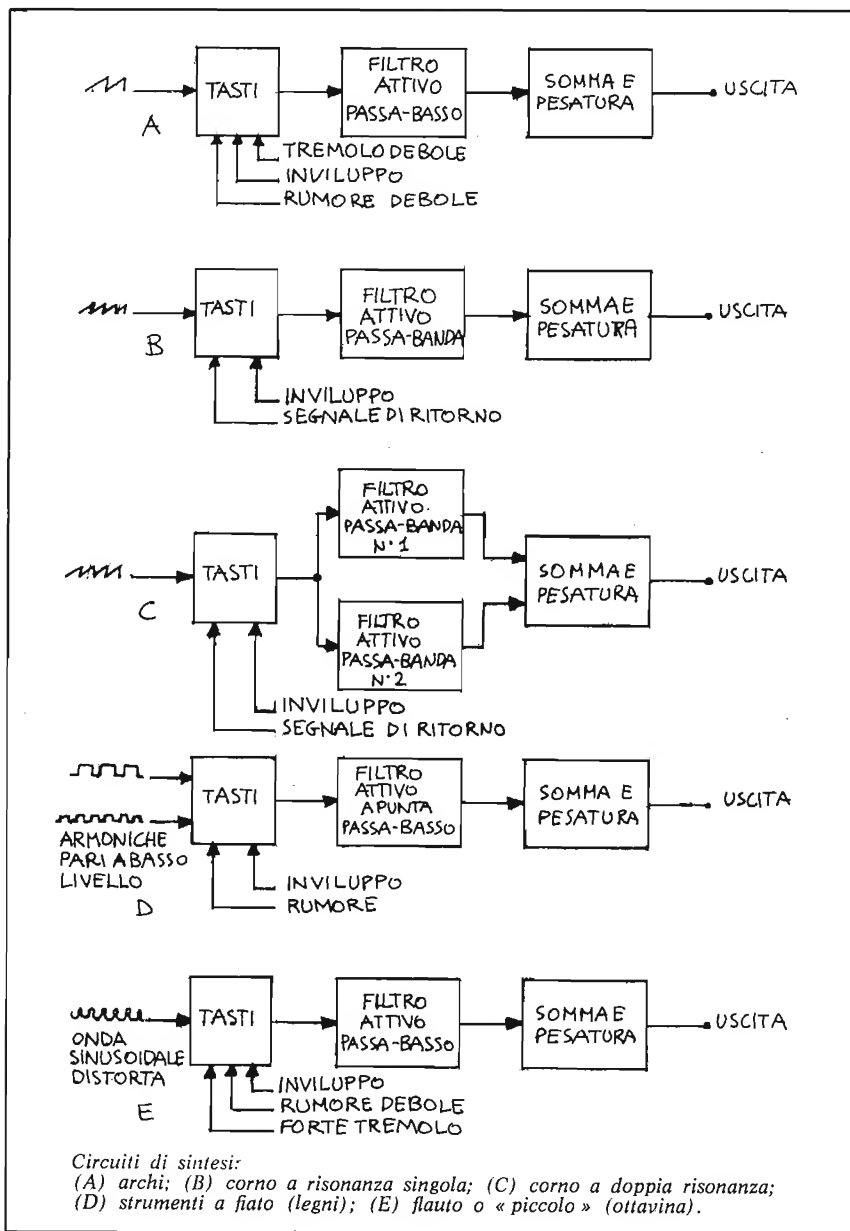 TASTI
FILTRO
ATTIVO
PASSA-BASSO
SOMMA E
PESATURA
USCITA
A
TREMOLO DEBOLE
INVILUPPO
RUMORE DEBOLE
TASTI
FILTRO
ATTIVO
PASSA-BANDA
SOMMA E
PESATURA
USCITA
B
INVILUPPO
SEGNALE DI RITORNO
FILTRO
ATTIVO
PASSA-BANDA
N°1
TASTI
SOMMA E
PESATURA
USCITA
C
FILTRO
ATTIVO
PASSA-BANDA
N°2
INVILUPPO
SEGNALE DI RITORNO
TASTI
FILTRO
ATTIVO
A PUNTA
PASSA-BASSO
SOMMA E
PESATURA
USCITA
ARMONICHE
PARI A BASSO
LIVELLO
D
INVILUPPO
RUMORE
TASTI
FILTRO
ATTIVO
PASSA-BASSO
SOMMA E
PESATURA
USCITA
ONDA
SINUSOIDALE
DISTORTA
E
INVILUPPO
RUMORE DEBOLE
FORTE TREMOLO
Circuiti di sintesi:
(A) archi; (B) corno a risonanza singola; (C) corno a doppia risonanza;
(D) strumenti a fiato (legni); (E) flauto o « piccolo » (ottavina).